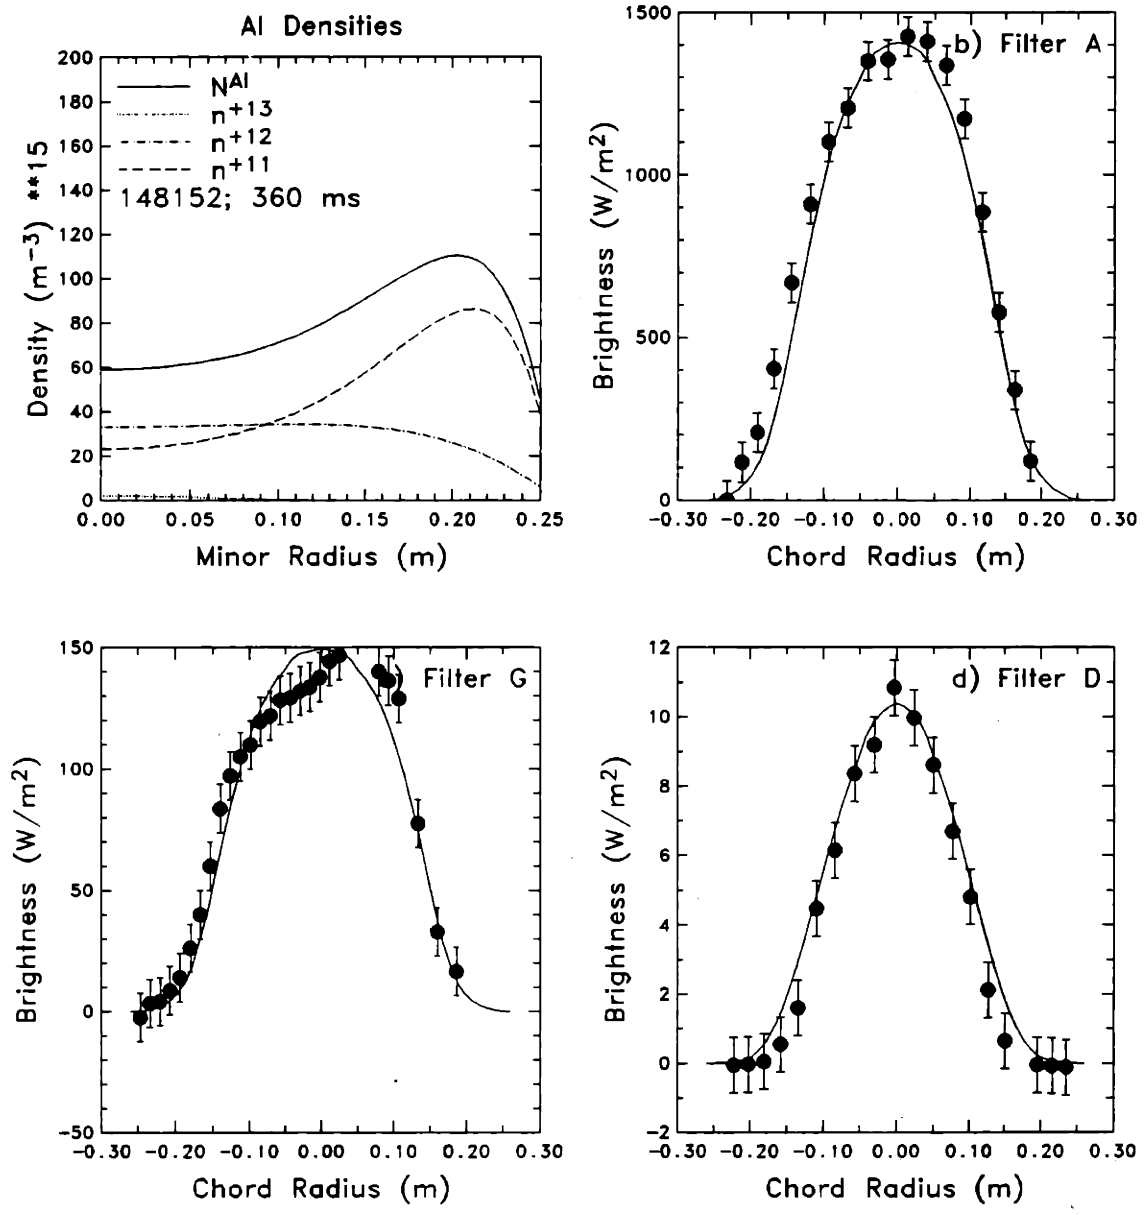 Al Densities
200
180
160
140
120
100
80
60
40
20
0
N^Al
n^+13
n^+12
n^+11
148152; 360 ms
Density (m^−3) **15
0.00 0.05 0.10 0.15 0.20 0.25
Minor Radius (m)
b) Filter A
1500
1000
500
0
Brightness (W/m^2)
−0.30 −0.20 −0.10 0.00 0.10 0.20 0.30
Chord Radius (m)
) Filter G
150
100
50
0
−50
Brightness (W/m^2)
−0.30 −0.20 −0.10 0.00 0.10 0.20 0.30
Chord Radius (m)
d) Filter D
12
10
8
6
4
2
0
−2
Brightness (W/m^2)
−0.30 −0.20 −0.10 0.00 0.10 0.20 0.30
Chord Radius (m)